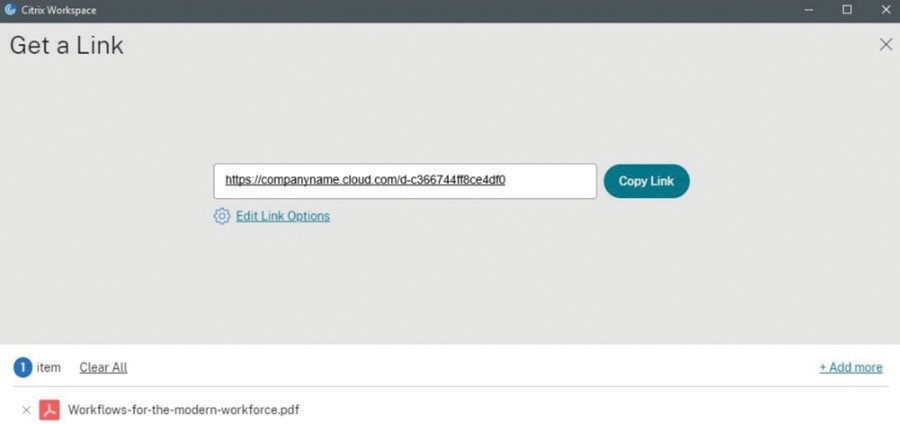 Citrix Workspace
Get a Link
https://companyname.cloud.com/d-c366744ff8ce4df0 Copy Link
Edit Link Options
1 item Clear All + Add more
Workflows-for-the-modern-workforce.pdf